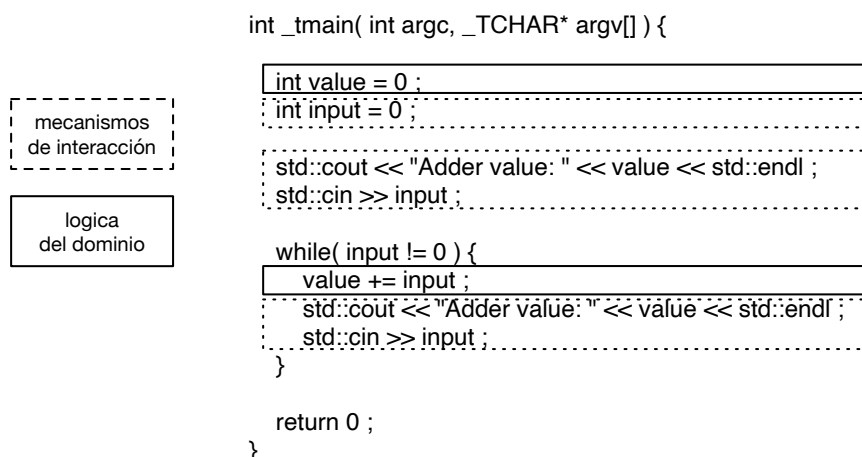 int _tmain( int argc, _TCHAR* argv[] ) {
int value = 0 ;
int input = 0 ;
mecanismos
de interacción
std::cout << "Adder value: " << value << std::endl ;
std::cin >> input ;
logica
del dominio
while( input != 0 ) {
value += input ;
std::cout << "Adder value: " << value << std::endl ;
std::cin >> input ;
}
return 0 ;
}